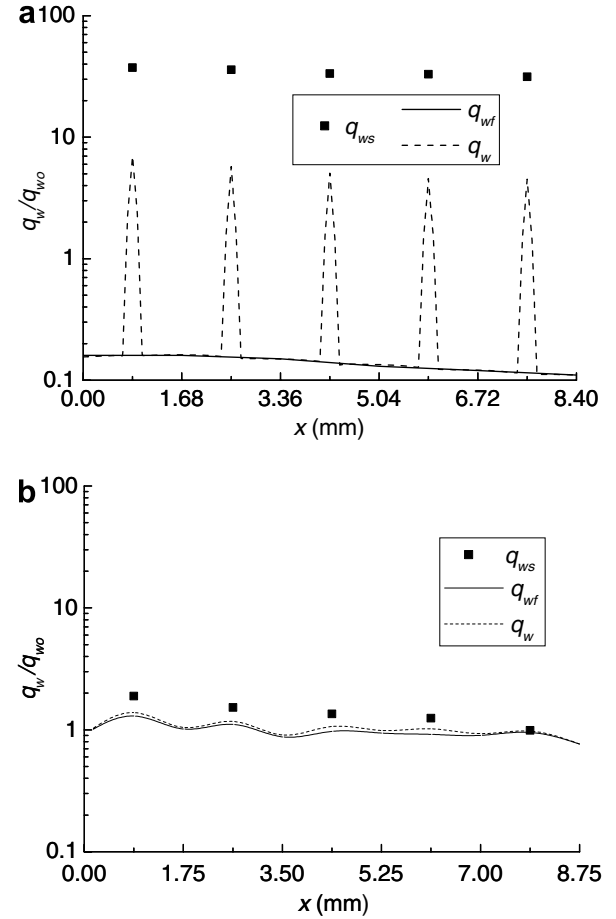 a
100
10
1
0.1
q_w/q_wo
q_ws
q_wf
q_w
0.00 1.68 3.36 5.04 6.72 8.40
x (mm)
b
100
10
1
0.1
q_w/q_wo
q_ws
q_wf
q_w
0.00 1.75 3.50 5.25 7.00 8.75
x (mm)